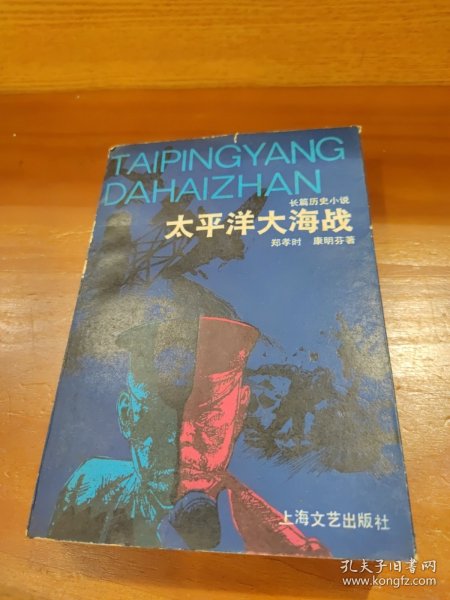 TAIPINGYANG
DAHAIZHAN
长篇历史小说
太平洋大海战
郑孝时 康明芬著
上海文艺出版社
孔夫子旧书网
www.kongfz.com